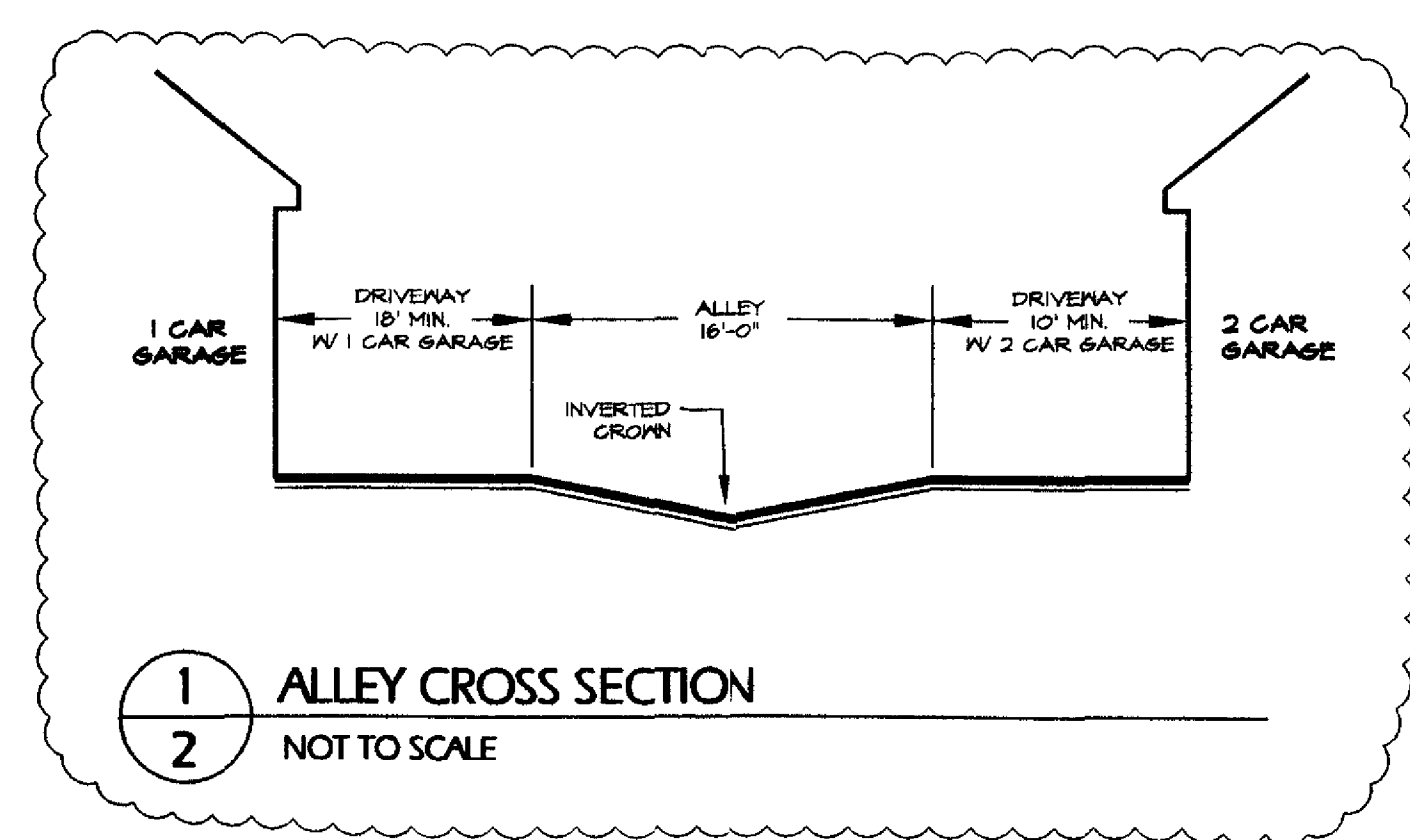 1 CAR
GARAGE
DRIVEWAY
18' MIN.
W/ 1 CAR GARAGE
ALLEY
16'-0"
DRIVEWAY
10' MIN.
W/ 2 CAR GARAGE
2 CAR
GARAGE
INVERTED
CROWN
1
2
ALLEY CROSS SECTION
NOT TO SCALE